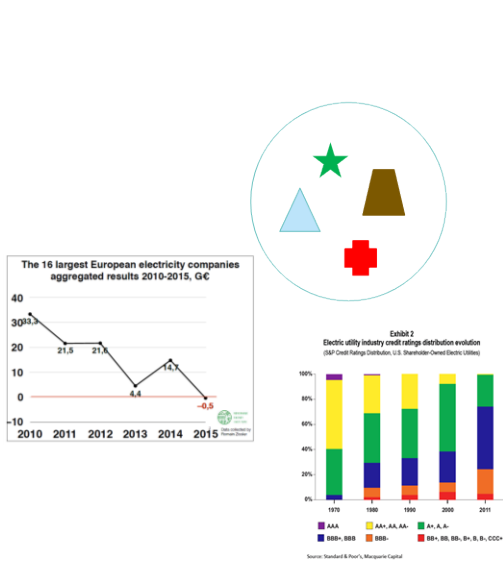 The 16 largest European electricity companies
aggregated results 2010-2015, G€
40
30
20
10
0
-10
33,3
21,5
21,6
4,4
14,7
-0,5
2010 2011 2012 2013 2014 2015
Data collected by
Exhibit 2
Electric utility industry credit ratings distribution evolution
(S&P Credit Ratings Distribution, U.S. Shareholder-Owned Electric Utilities)
100%
80%
60%
40%
20%
0%
1970 1980 1990 2000 2011
AAA AA+, AA, AA- A+, A, A-
BBB+, BBB BBB- BB+, BB, BB-, B+, B, B-, CCC+
Source: Standard & Poor's, Macquarie Capital